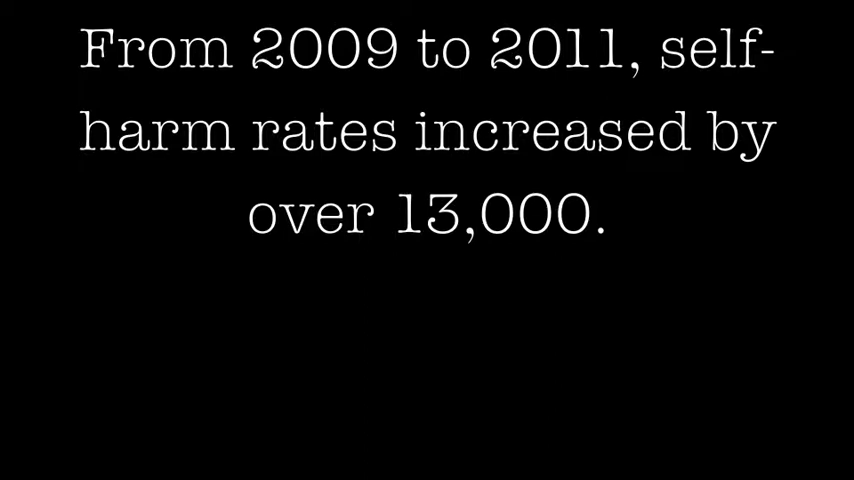 From 2009 to 2011, self-
harm rates increased by
over 13,000.